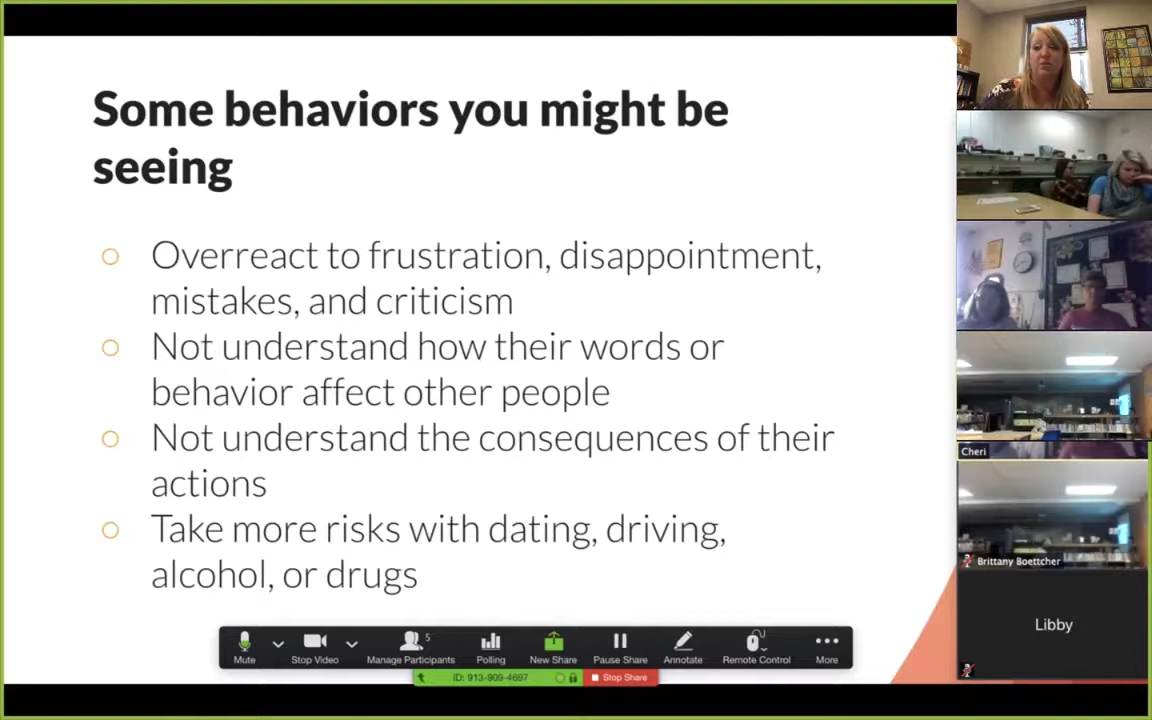 Some behaviors you might be
seeing
Overreact to frustration, disappointment,
mistakes, and criticism
Not understand how their words or
behavior affect other people
Not understand the consequences of their
actions
Take more risks with dating, driving,
alcohol, or drugs
Cheri
Brittany Boettcher
Libby
5
Mute
Stop Video
Manage Participants
Polling
New Share
Pause Share
Annotate
Remote Control
More
ID: 913-909-4697
Stop Share